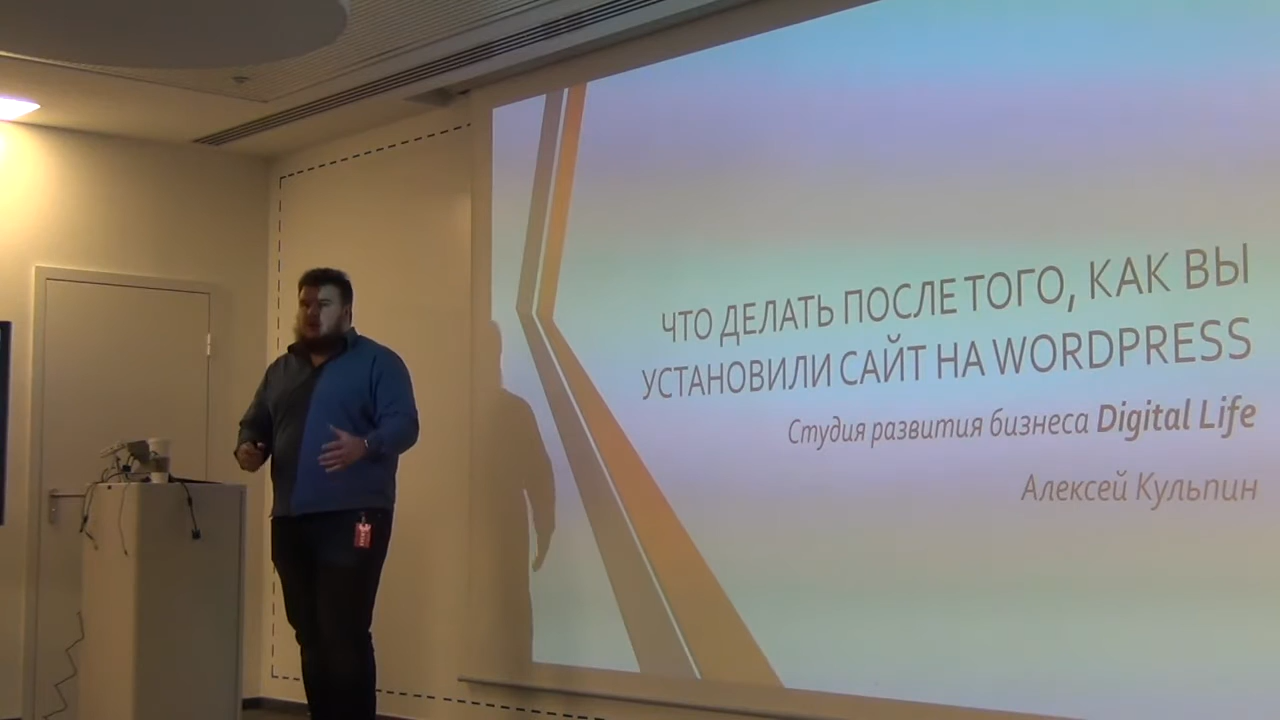 ЧТО ДЕЛАТЬ ПОСЛЕ ТОГО, КАК ВЫ
УСТАНОВИЛИ САЙТ НА WORDPRESS
Студия развития бизнеса Digital Life
Алексей Кульпин